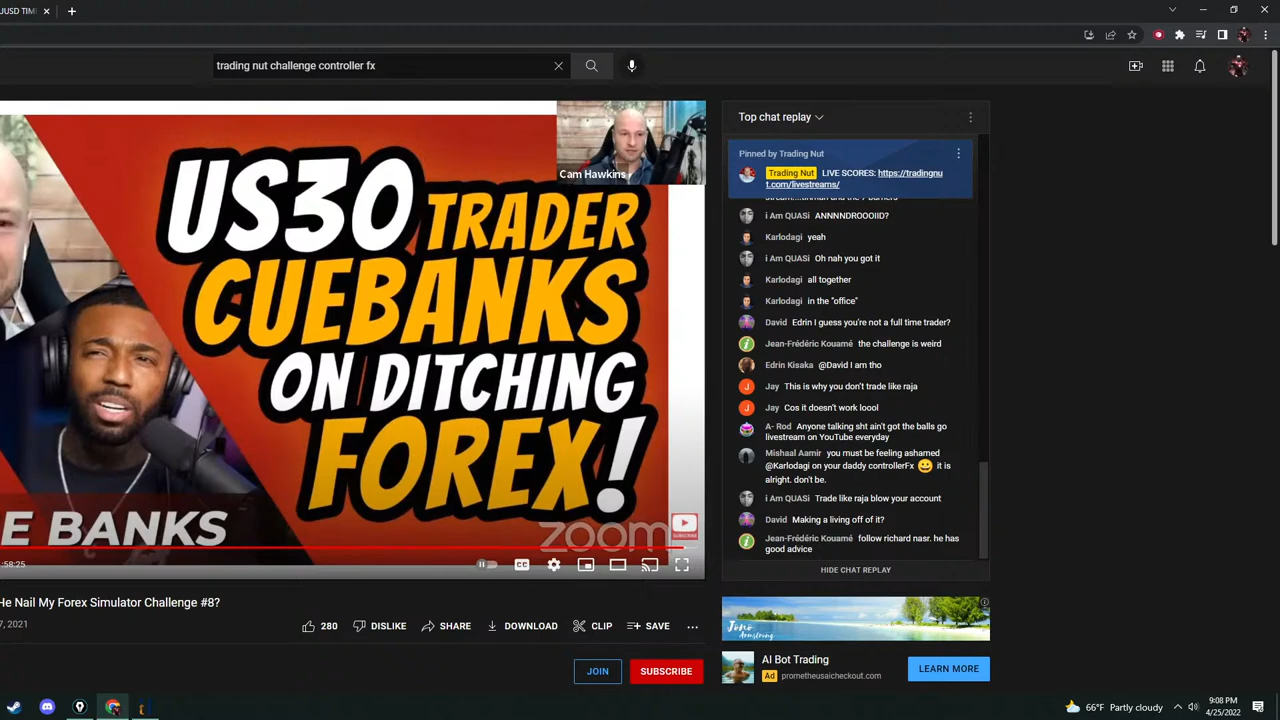 JUSD TIM
trading nut challenge controller fx
Top chat replay
Pinned by Trading Nut
Trading Nut LIVE SCORES: https://tradingnu
t.com/livestreams/
i Am QUASi ANNNNDROOOIID?
Karlodagi yeah
i Am QUASi Oh nah you got it
Karlodagi all together
Karlodagi in the "office"
David Edrin I guess you're not a full time trader?
Jean-Frédéric Kouamé the challenge is weird
Edrin Kisaka @David I am tho
Jay This is why you don't trade like raja
Jay Cos it doesn't work loool
A- Rod Anyone talking sht ain't got the balls go
livestream on YouTube everyday
Mishaal Aamir you must be feeling ashamed
@Karlodagi on your daddy controllerFx 😀 it is
alright. don't be.
i Am QUASi Trade like raja blow your account
David Making a living off of it?
Jean-Frédéric Kouamé follow richard nasr. he has
good advice
HIDE CHAT REPLAY
Cam Hawkins
US30 TRADER
CUEBANKS
ON DITCHING
FOREX!
E BANKS
zoom
SUBSCRIBE
:58:25
CC
He Nail My Forex Simulator Challenge #8?
7, 2021
280 DISLIKE SHARE DOWNLOAD CLIP SAVE
JOIN SUBSCRIBE
AI Bot Trading
Ad prometheusaicheckout.com
LEARN MORE
66°F Partly cloudy
9:08 PM
4/25/2022